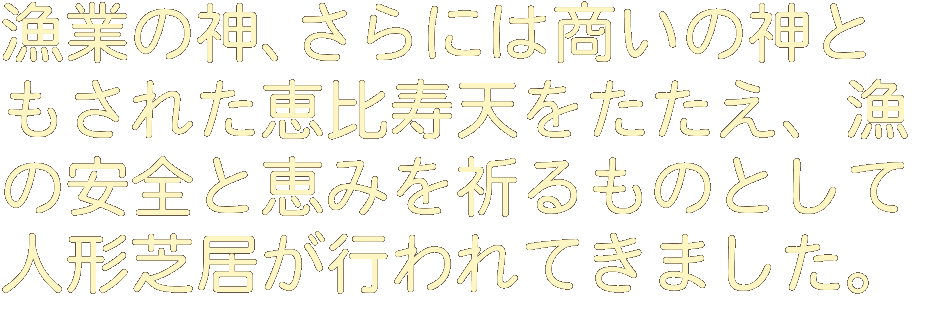 漁業の神、さらには商いの神と
もされた恵比寿天をたたえ、漁
の安全と恵みを祈るものとして
人形芝居が行われてきました。